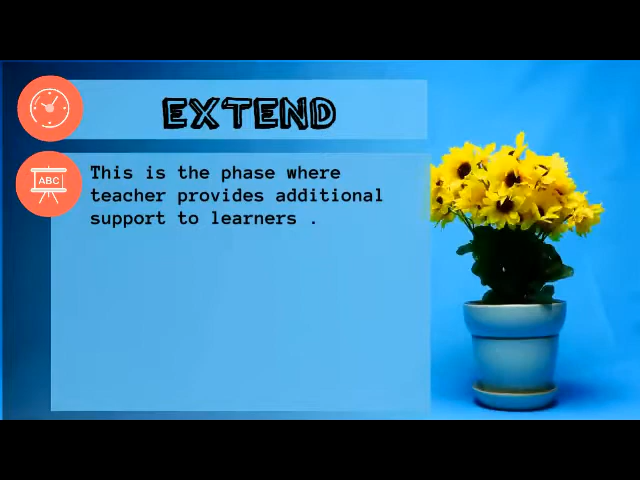 EXTEND
ABC
This is the phase where
teacher provides additional
support to learners .